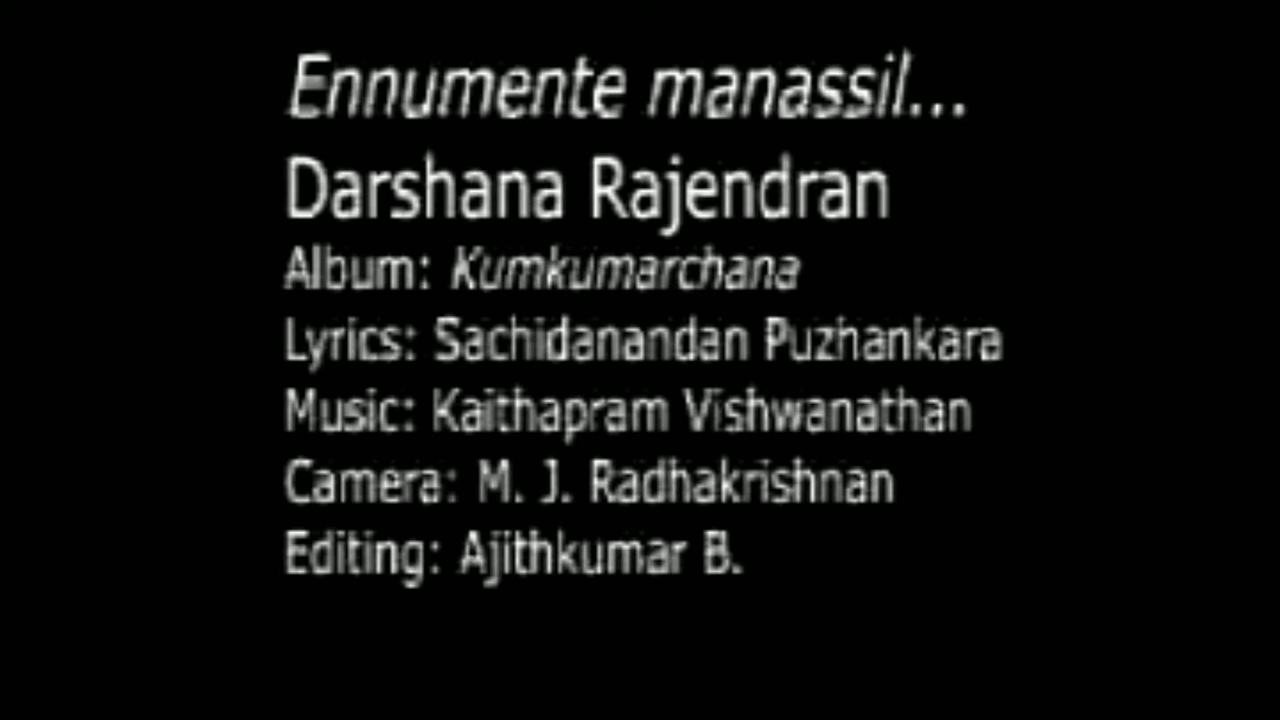 Ennumente manassil...
Darshana Rajendran
Album: Kumkumarchana
Lyrics: Sachidanandan Puzhankara
Music: Kaithapram Vishwanathan
Camera: M. J. Radhakrishnan
Editing: Ajithkumar B.